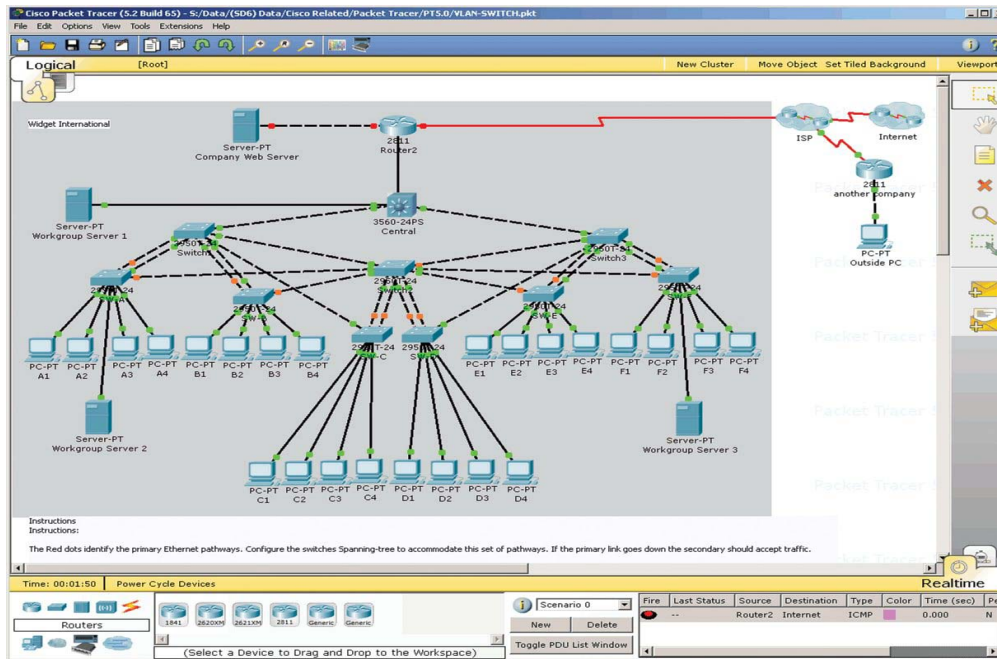 Cisco Packet Tracer (5.2 Build 65) - S:/Data/(SD6) Data/Cisco Related/Packet Tracer/PT5.0/VLAN-SWITCH.pkt
File Edit Options View Tools Extensions Help
Logical [Root] New Cluster Move Object Set Tiled Background Viewport
Widget International
Server-PT
Company Web Server
2811
Router2
ISP
Internet
2811
another company
PC-PT
Outside PC
Server-PT
Workgroup Server 1
3560-24PS
Central
2950T-24
Switch1
Switch3
PC-PT A1
PC-PT A2
PC-PT A3
PC-PT A4
PC-PT B1
PC-PT B2
PC-PT B3
PC-PT B4
SW-E
PC-PT E1
PC-PT E2
PC-PT E3
PC-PT E4
PC-PT F1
PC-PT F2
PC-PT F3
PC-PT F4
Server-PT
Workgroup Server 2
Server-PT
Workgroup Server 3
PC-PT C1
PC-PT C2
PC-PT C3
PC-PT C4
PC-PT D1
PC-PT D2
PC-PT D3
PC-PT D4
Packet Tracer
Packet Tracer
Packet Tracer
Instructions
Instructions:
The Red dots identify the primary Ethernet pathways. Configure the switches Spanning-tree to accommodate this set of pathways. If the primary link goes down the secondary should accept traffic.
Time: 00:01:50 Power Cycle Devices Realtime
Routers
1841 2620XM 2621XM 2811 Generic Generic
(Select a Device to Drag and Drop to the Workspace)
Scenario 0
New Delete
Toggle PDU List Window
Fire Last Status Source Destination Type Color Time (sec)
-- Router2 Internet ICMP 0.000 N